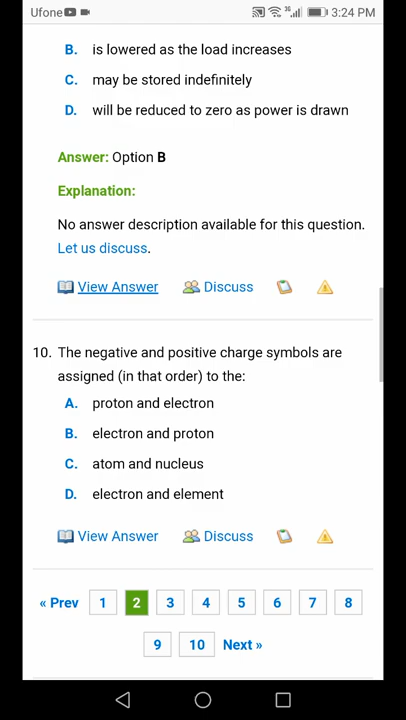 Ufone 3G 3:24 PM
B. is lowered as the load increases
C. may be stored indefinitely
D. will be reduced to zero as power is drawn
Answer: Option B
Explanation:
No answer description available for this question.
Let us discuss.
View Answer Discuss
10. The negative and positive charge symbols are
assigned (in that order) to the:
A. proton and electron
B. electron and proton
C. atom and nucleus
D. electron and element
View Answer Discuss
« Prev 1 2 3 4 5 6 7 8
9 10 Next »